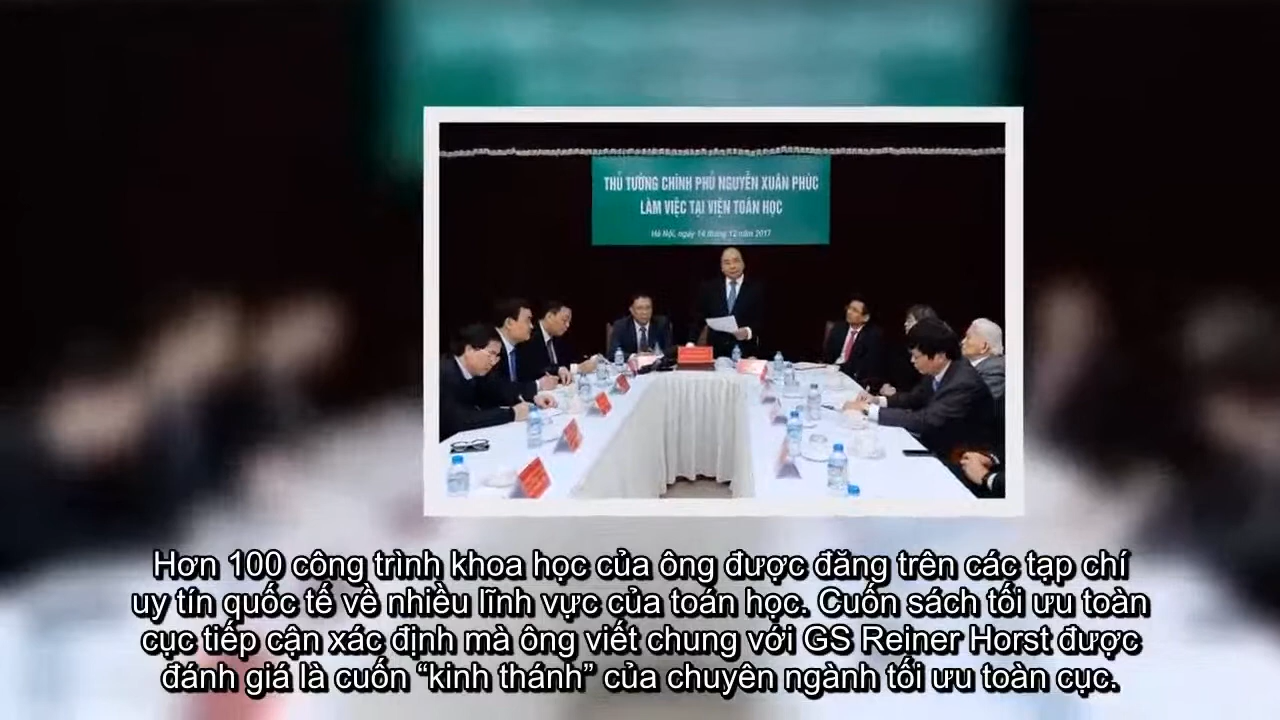 THỦ TƯỚNG CHÍNH PHỦ NGUYỄN XUÂN PHÚC
LÀM VIỆC TẠI VIỆN TOÁN HỌC
Hà Nội, ngày 14 tháng 12 năm 2017
Hơn 100 công trình khoa học của ông được đăng trên các tạp chí
uy tín quốc tế về nhiều lĩnh vực của toán học. Cuốn sách tối ưu toàn
cục tiếp cận xác định mà ông viết chung với GS Reiner Horst được
đánh giá là cuốn “kinh thánh” của chuyên ngành tối ưu toàn cục.